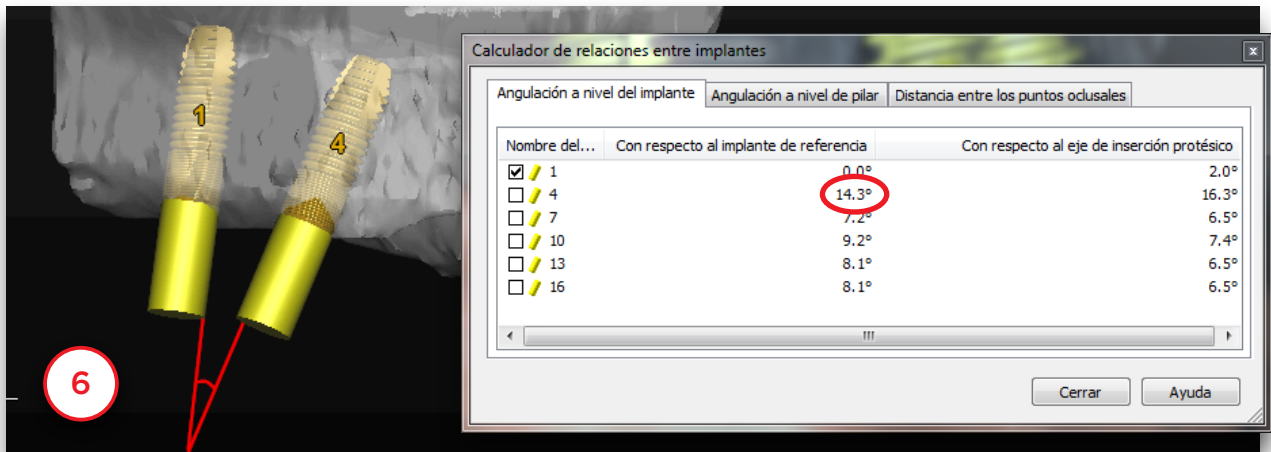 1
4
6
Calculador de relaciones entre implantes
Angulación a nivel del implante Angulación a nivel de pilar Distancia entre los puntos oclusales
Nombre del... Con respecto al implante de referencia Con respecto al eje de inserción protésico
1 0.0° 2.0°
4 14.3° 16.3°
7 7.2° 6.5°
10 9.2° 7.4°
13 8.1° 6.5°
16 8.1° 6.5°
Cerrar Ayuda